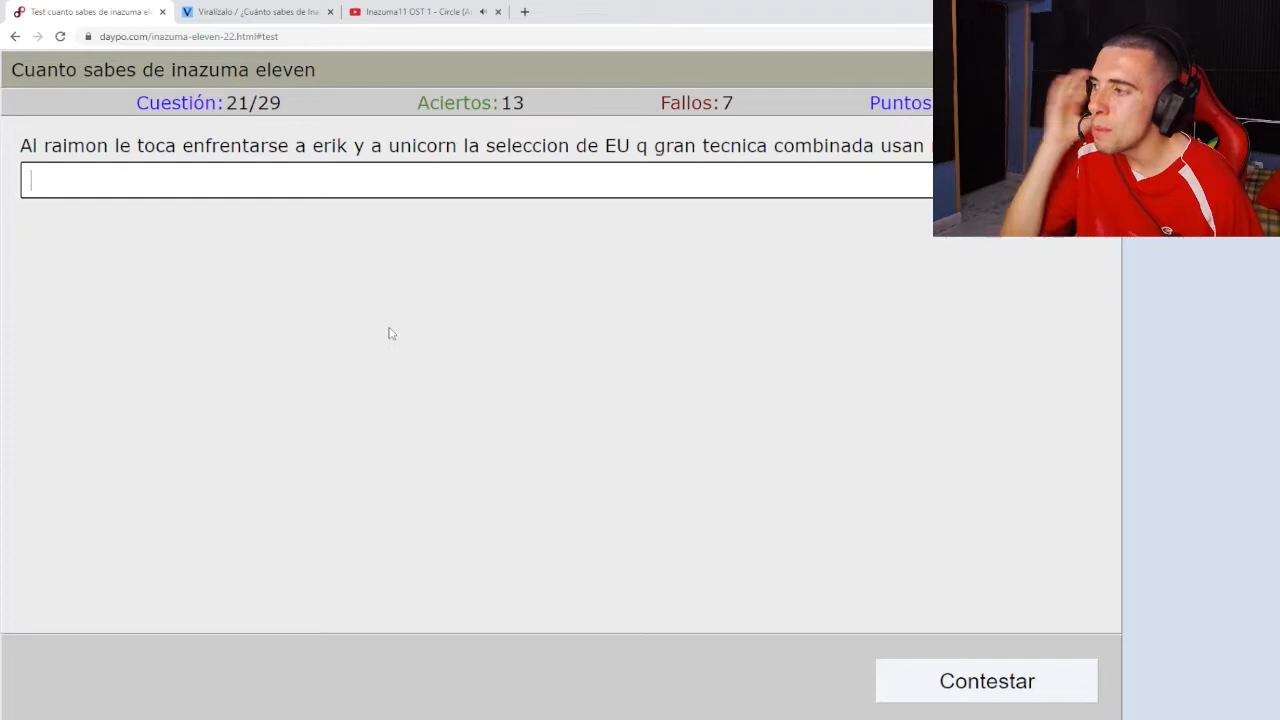 Test cuanto sabes de inazuma el
Viralízalo / ¿Cuánto sabes de Ina
Inazuma11 OST 1 - Circle (A
daypo.com/inazuma-eleven-22.html#test
Cuanto sabes de inazuma eleven
Cuestión: 21/29 Aciertos: 13 Fallos: 7 Puntos
Al raimon le toca enfrentarse a erik y a unicorn la seleccion de EU q gran tecnica combinada usan
Contestar